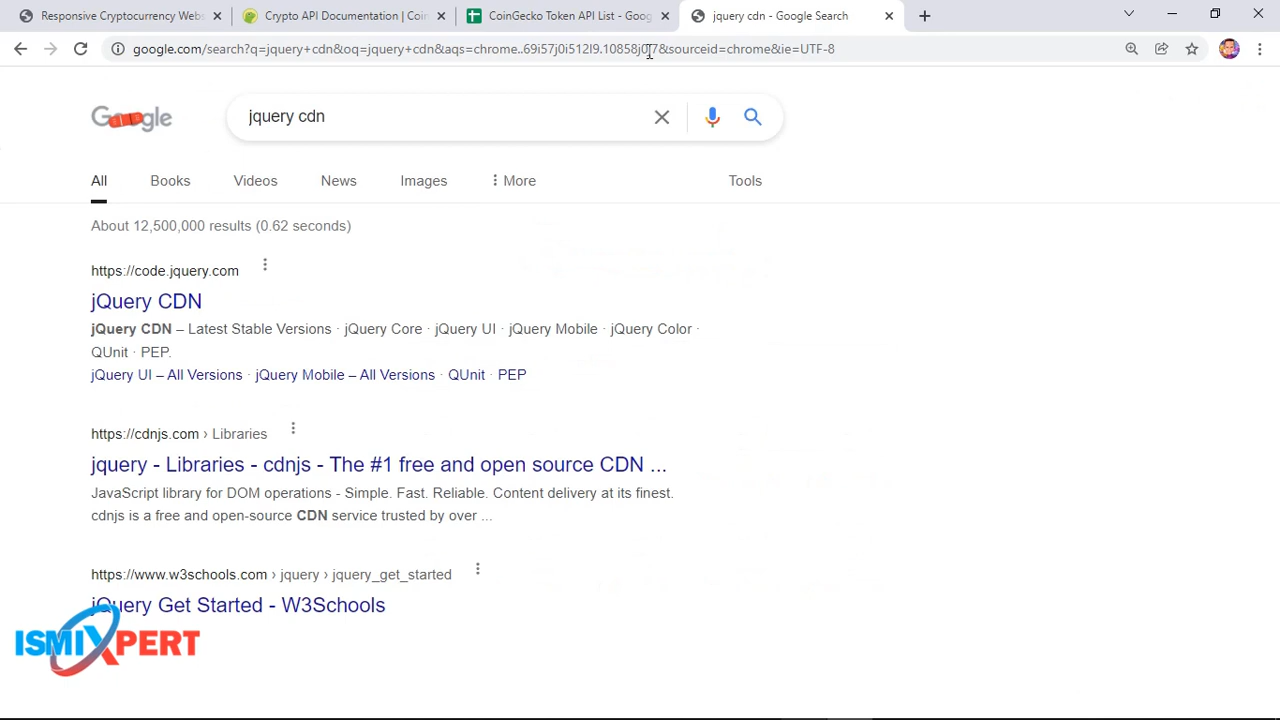 Responsive Cryptocurrency Webs
Crypto API Documentation | Coin
CoinGecko Token API List - Goog
jquery cdn - Google Search
google.com/search?q=jquery+cdn&oq=jquery+cdn&aqs=chrome..69i57j0i512l9.10858j0j7&sourceid=chrome&ie=UTF-8
Google
jquery cdn
All Books Videos News Images More Tools
About 12,500,000 results (0.62 seconds)
https://code.jquery.com
jQuery CDN
jQuery CDN – Latest Stable Versions · jQuery Core · jQuery UI · jQuery Mobile · jQuery Color ·
QUnit · PEP.
jQuery UI – All Versions · jQuery Mobile – All Versions · QUnit · PEP
https://cdnjs.com › Libraries
jquery - Libraries - cdnjs - The #1 free and open source CDN ...
JavaScript library for DOM operations - Simple. Fast. Reliable. Content delivery at its finest.
cdnjs is a free and open-source CDN service trusted by over ...
https://www.w3schools.com › jquery › jquery_get_started
jQuery Get Started - W3Schools
ISMIXPERT